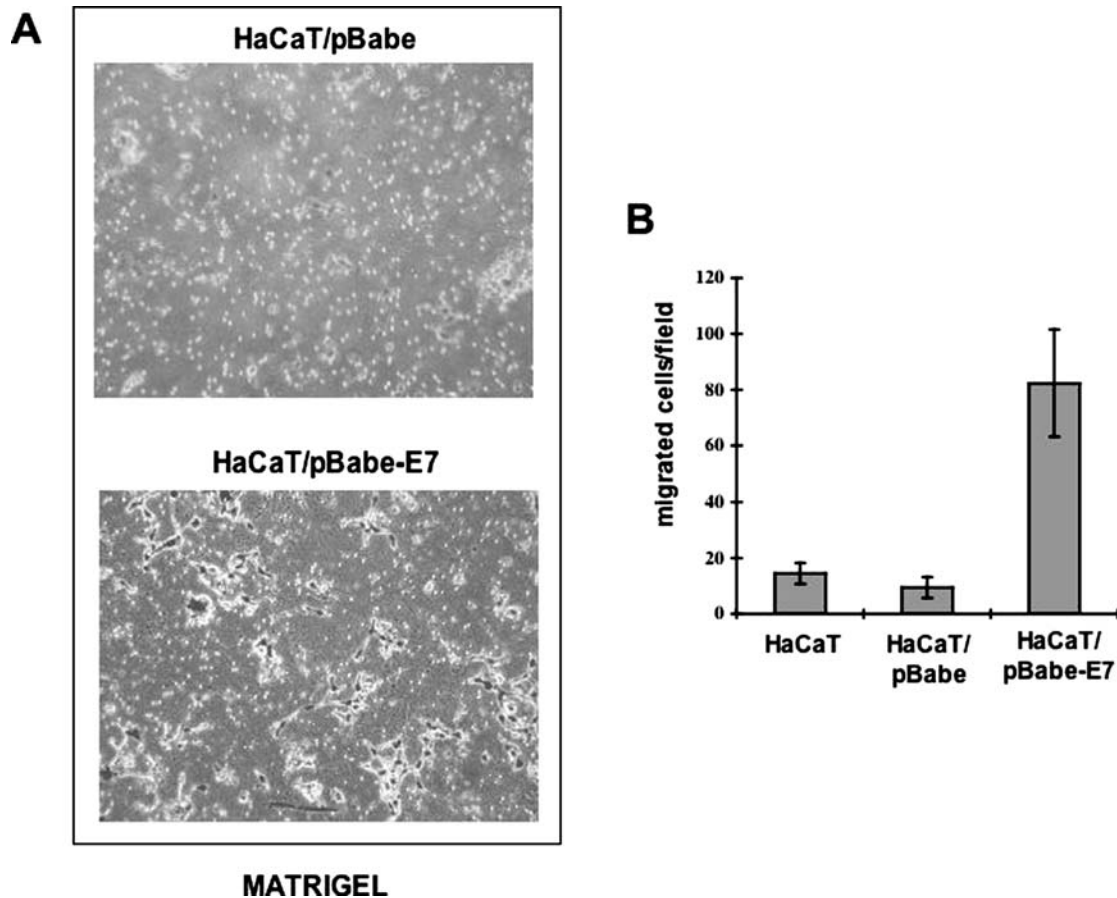 A
HaCaT/pBabe
HaCaT/pBabe-E7
MATRIGEL
B
migrated cells/field
120
100
80
60
40
20
0
HaCaT
HaCaT/
pBabe
HaCaT/
pBabe-E7